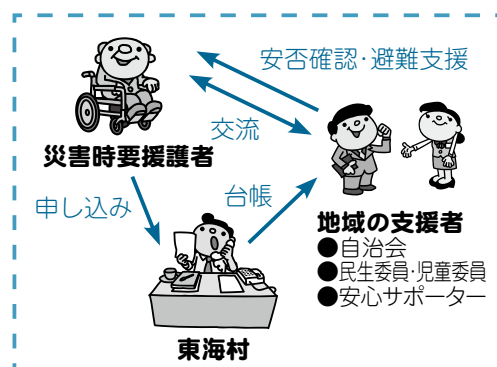 安否確認・避難支援
交流
災害時要援護者
申し込み
台帳
地域の支援者
●自治会
●民生委員・児童委員
●安心サポーター
東海村